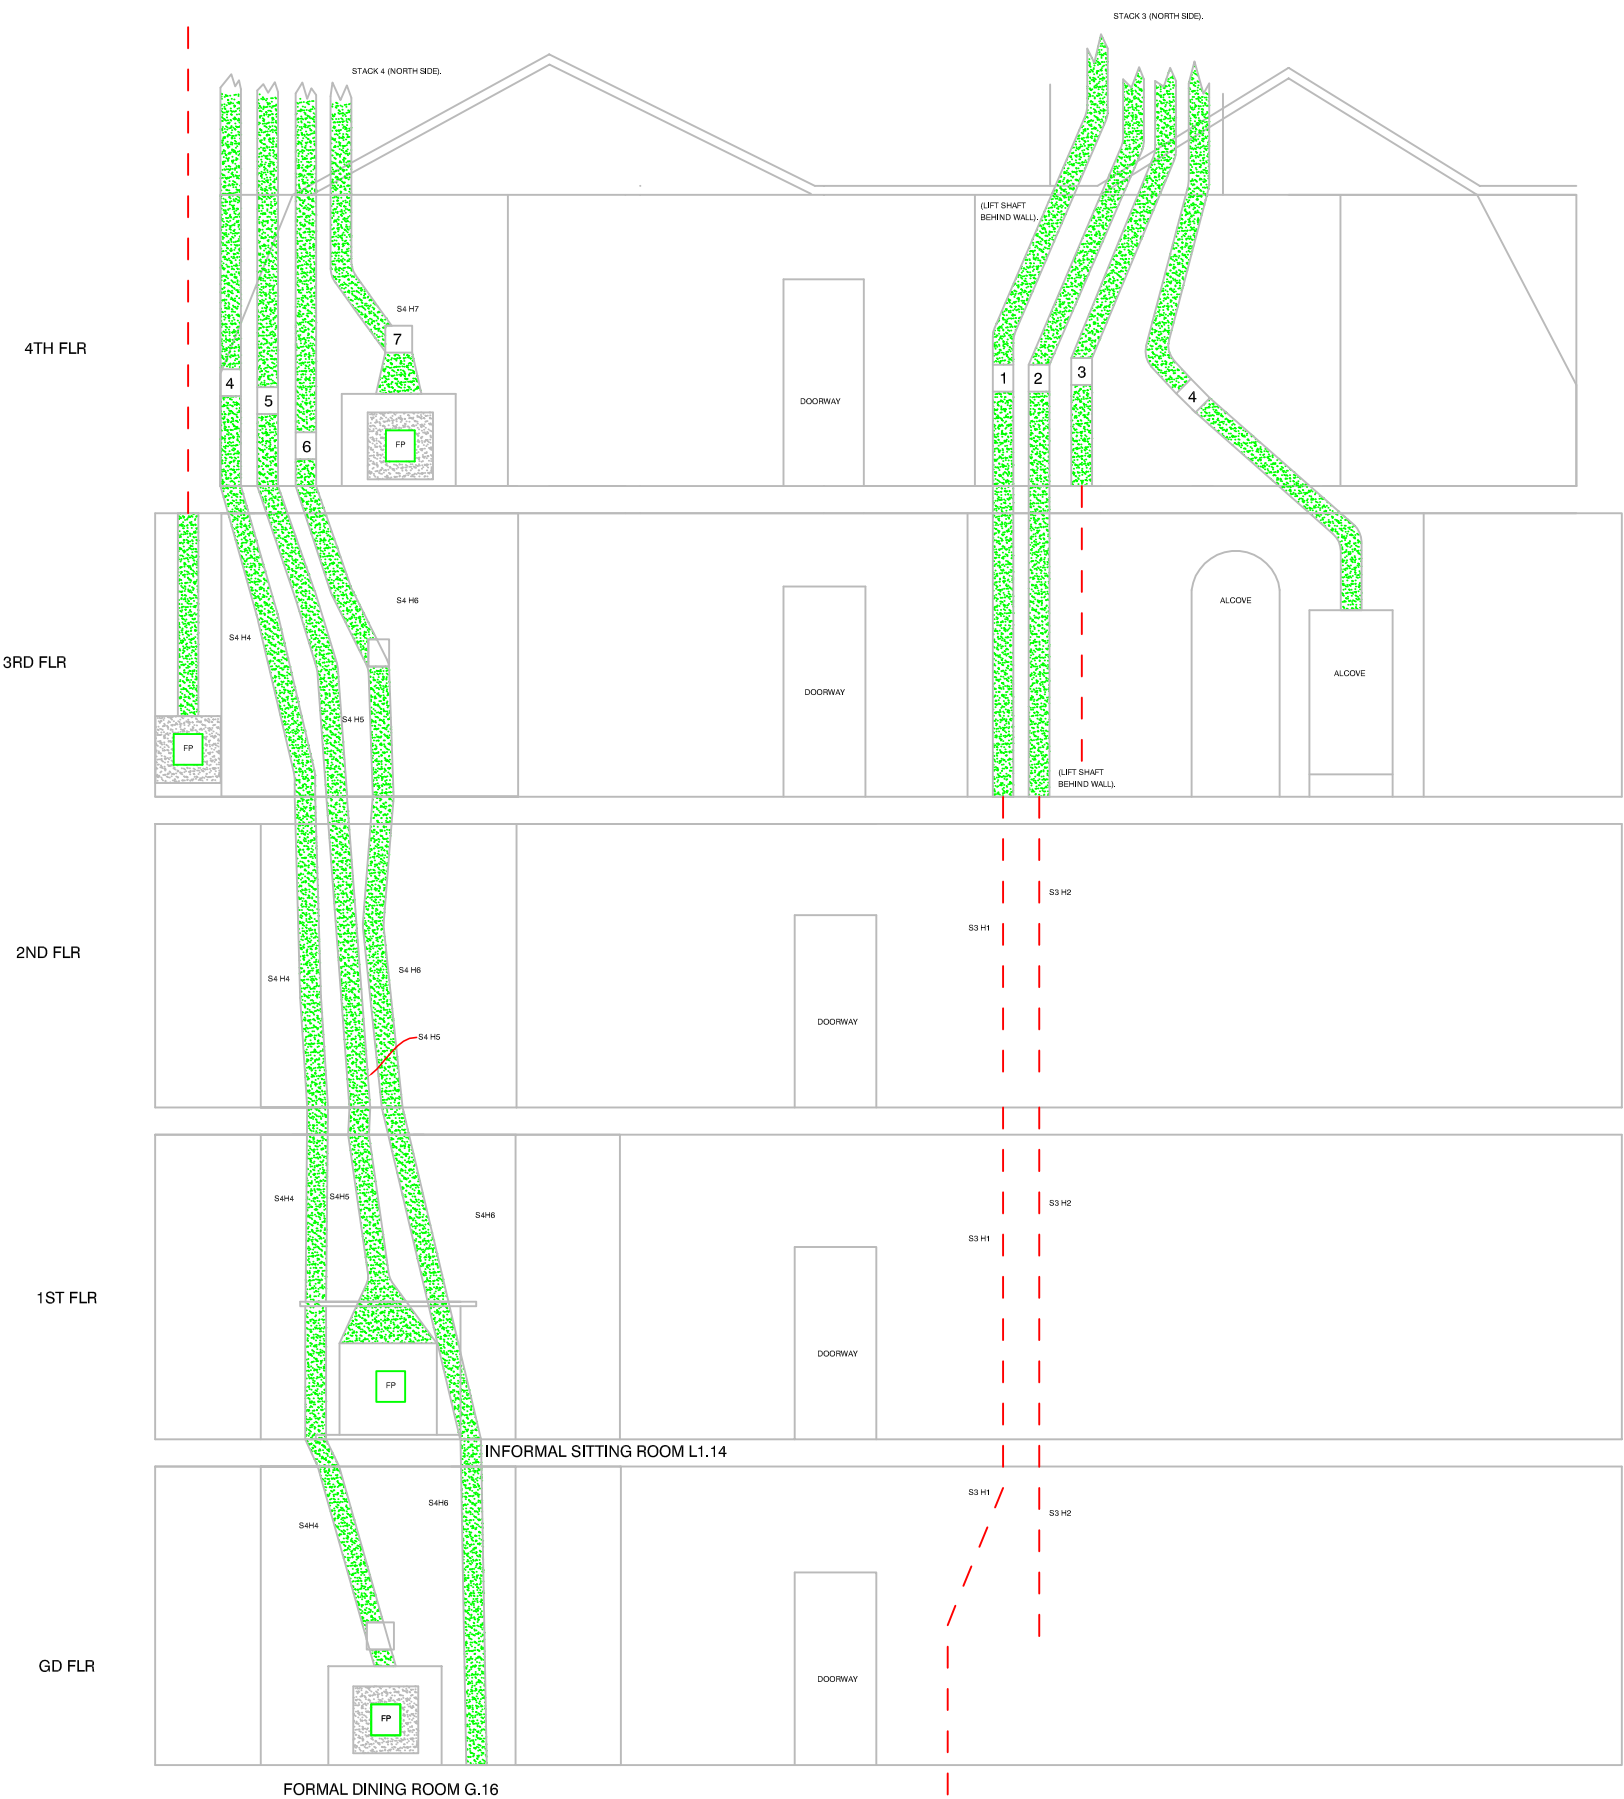 STACK 3 (NORTH SIDE).
STACK 4 (NORTH SIDE).
(LIFT SHAFT
BEHIND WALL).
S4 H7
7
4TH FLR
4
5
6
1
2
3
4
DOORWAY
FP
S4 H6
ALCOVE
S4 H4
3RD FLR
ALCOVE
DOORWAY
S4 H5
FP
(LIFT SHAFT
BEHIND WALL).
S3 H2
S3 H1
2ND FLR
S4 H4
S4 H6
DOORWAY
S4 H5
S4H4
S4H5
S4H6
S3 H2
S3 H1
1ST FLR
DOORWAY
FP
INFORMAL SITTING ROOM L1.14
S3 H1
S4H6
S3 H2
S4H4
GD FLR
DOORWAY
FP
FORMAL DINING ROOM G.16